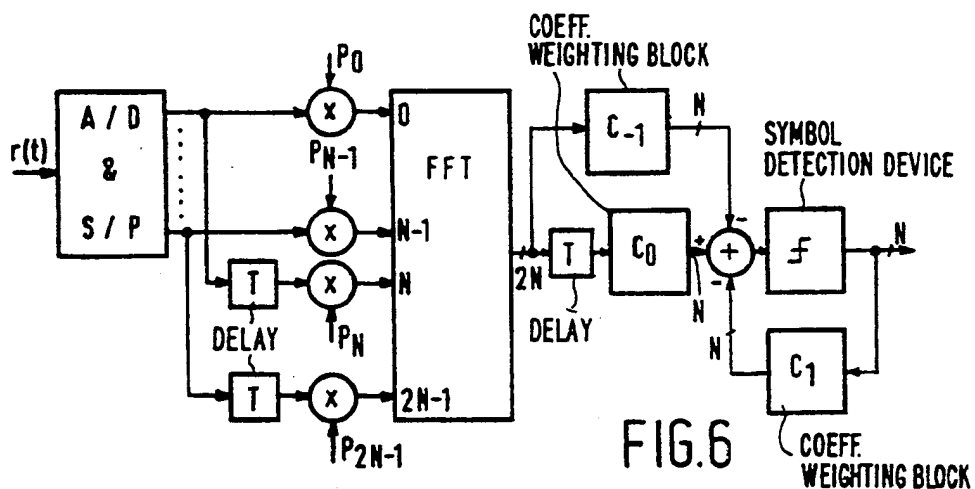 COEFF.
WEIGHTING BLOCK
P0
A / D
&
S / P
r(t)
X
0
PN-1
FFT
C-1
N
SYMBOL
DETECTION DEVICE
X
N-1
2N
T
C0
+
-
+
-
N
N
T
X
N
DELAY
PN
DELAY
N
C1
T
X
2N-1
P2N-1
FIG.6
COEFF.
WEIGHTING BLOCK